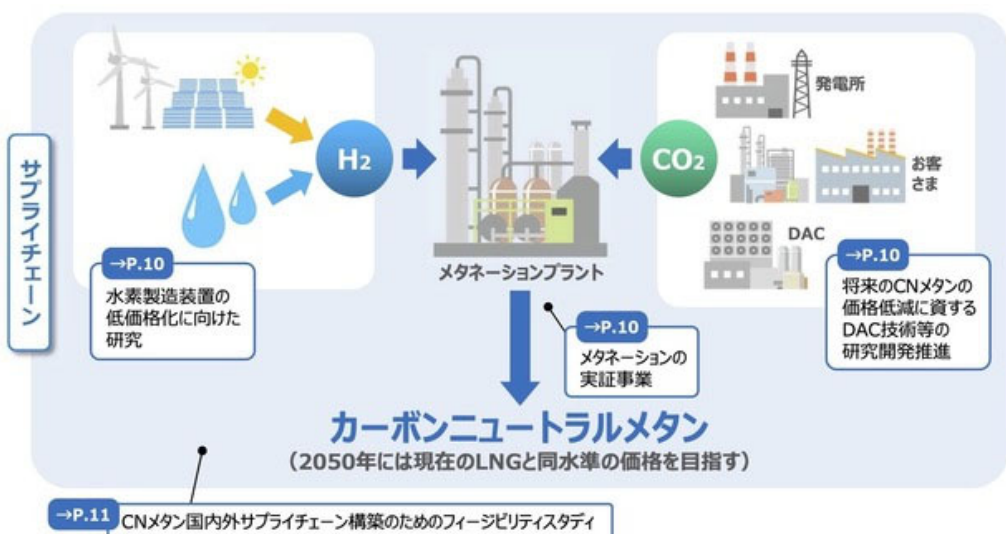 サプライチェーン
H2
CO2
メタネーションプラント
発電所
お客
さま
DAC
→P.10
水素製造装置の
低価格化に向けた
研究
→P.10
メタネーションの
実証事業
→P.10
将来のCNメタンの
価格低減に資する
DAC技術等の
研究開発推進
カーボンニュートラルメタン
(2050年には現在のLNGと同水準の価格を目指す)
→P.11
CNメタン国内外サプライチェーン構築のためのフィージビリティスタディ